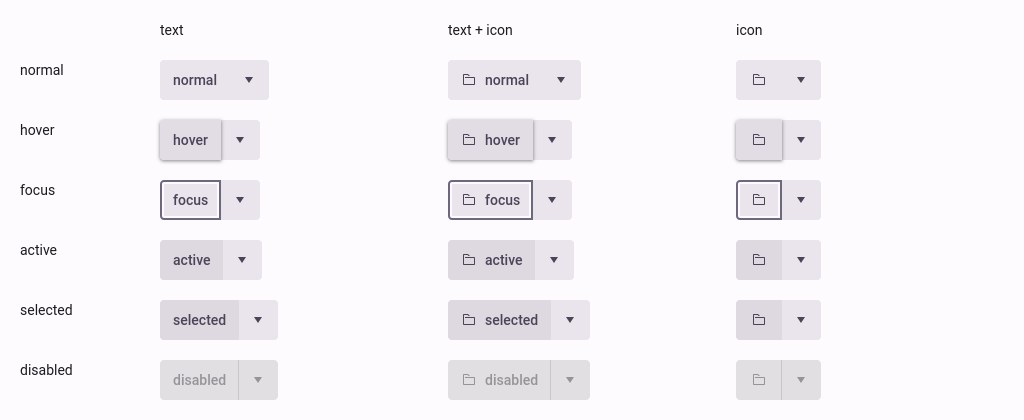 text text + icon icon
normal normal normal
hover hover hover
focus focus focus
active active active
selected selected selected
disabled disabled disabled